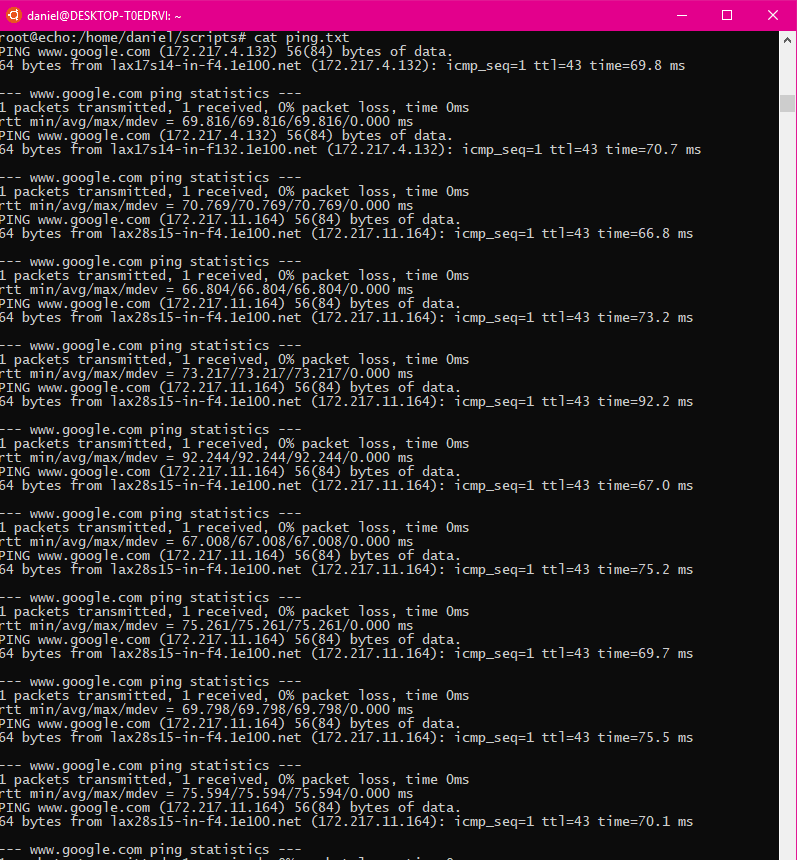 daniel@DESKTOP-T0EDRVI: ~
root@echo:/home/daniel/scripts# cat ping.txt
PING www.google.com (172.217.4.132) 56(84) bytes of data.
64 bytes from lax17s14-in-f4.1e100.net (172.217.4.132): icmp_seq=1 ttl=43 time=69.8 ms

--- www.google.com ping statistics ---
1 packets transmitted, 1 received, 0% packet loss, time 0ms
rtt min/avg/max/mdev = 69.816/69.816/69.816/0.000 ms
PING www.google.com (172.217.4.132) 56(84) bytes of data.
64 bytes from lax17s14-in-f132.1e100.net (172.217.4.132): icmp_seq=1 ttl=43 time=70.7 ms

--- www.google.com ping statistics ---
1 packets transmitted, 1 received, 0% packet loss, time 0ms
rtt min/avg/max/mdev = 70.769/70.769/70.769/0.000 ms
PING www.google.com (172.217.11.164) 56(84) bytes of data.
64 bytes from lax28s15-in-f4.1e100.net (172.217.11.164): icmp_seq=1 ttl=43 time=66.8 ms

--- www.google.com ping statistics ---
1 packets transmitted, 1 received, 0% packet loss, time 0ms
rtt min/avg/max/mdev = 66.804/66.804/66.804/0.000 ms
PING www.google.com (172.217.11.164) 56(84) bytes of data.
64 bytes from lax28s15-in-f4.1e100.net (172.217.11.164): icmp_seq=1 ttl=43 time=73.2 ms

--- www.google.com ping statistics ---
1 packets transmitted, 1 received, 0% packet loss, time 0ms
rtt min/avg/max/mdev = 73.217/73.217/73.217/0.000 ms
PING www.google.com (172.217.11.164) 56(84) bytes of data.
64 bytes from lax28s15-in-f4.1e100.net (172.217.11.164): icmp_seq=1 ttl=43 time=92.2 ms

--- www.google.com ping statistics ---
1 packets transmitted, 1 received, 0% packet loss, time 0ms
rtt min/avg/max/mdev = 92.244/92.244/92.244/0.000 ms
PING www.google.com (172.217.11.164) 56(84) bytes of data.
64 bytes from lax28s15-in-f4.1e100.net (172.217.11.164): icmp_seq=1 ttl=43 time=67.0 ms

--- www.google.com ping statistics ---
1 packets transmitted, 1 received, 0% packet loss, time 0ms
rtt min/avg/max/mdev = 67.008/67.008/67.008/0.000 ms
PING www.google.com (172.217.11.164) 56(84) bytes of data.
64 bytes from lax28s15-in-f4.1e100.net (172.217.11.164): icmp_seq=1 ttl=43 time=75.2 ms

--- www.google.com ping statistics ---
1 packets transmitted, 1 received, 0% packet loss, time 0ms
rtt min/avg/max/mdev = 75.261/75.261/75.261/0.000 ms
PING www.google.com (172.217.11.164) 56(84) bytes of data.
64 bytes from lax28s15-in-f4.1e100.net (172.217.11.164): icmp_seq=1 ttl=43 time=69.7 ms

--- www.google.com ping statistics ---
1 packets transmitted, 1 received, 0% packet loss, time 0ms
rtt min/avg/max/mdev = 69.798/69.798/69.798/0.000 ms
PING www.google.com (172.217.11.164) 56(84) bytes of data.
64 bytes from lax28s15-in-f4.1e100.net (172.217.11.164): icmp_seq=1 ttl=43 time=75.5 ms

--- www.google.com ping statistics ---
1 packets transmitted, 1 received, 0% packet loss, time 0ms
rtt min/avg/max/mdev = 75.594/75.594/75.594/0.000 ms
PING www.google.com (172.217.11.164) 56(84) bytes of data.
64 bytes from lax28s15-in-f4.1e100.net (172.217.11.164): icmp_seq=1 ttl=43 time=70.1 ms

--- www.google.com ping statistics ---